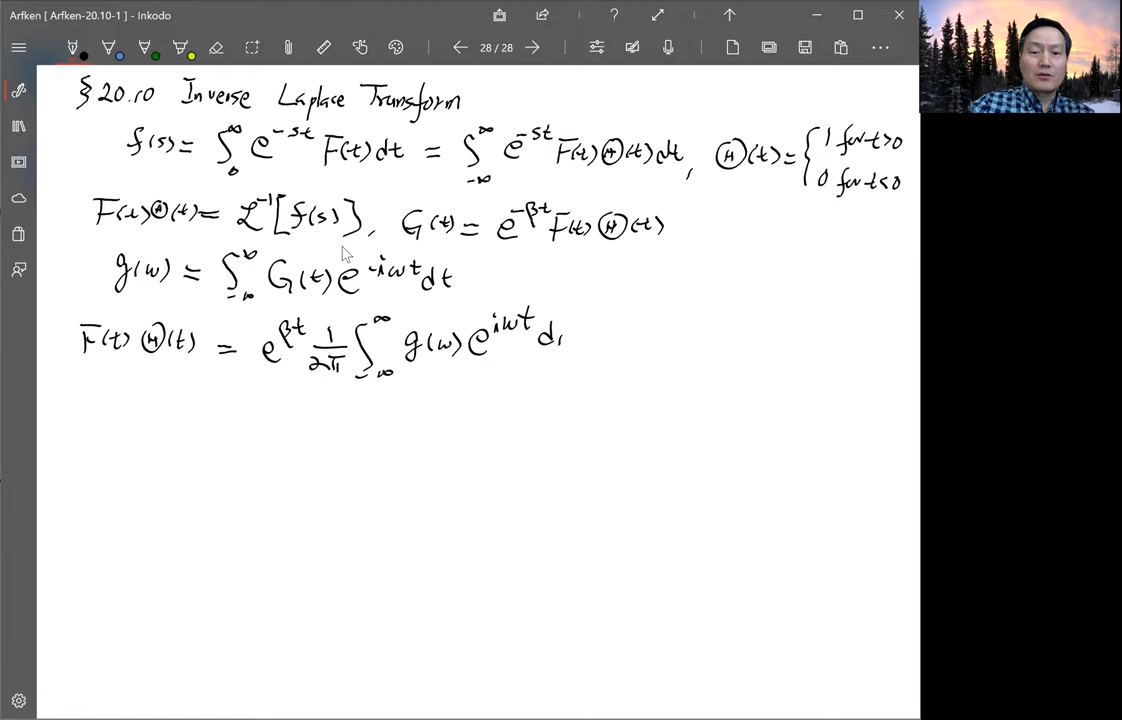 Arfken [ Arfken-20.10-1 ] - Inkodo
28 / 28
§ 20.10 Inverse Laplace Transform
f(s) = ∫₀^∞ e^{-st} F(t) dt = ∫_{-∞}^∞ e^{-st} F(t) Θ(t) dt, Θ(t) = { 1 for t>0
0 for t<0
F(t) Θ(t) = ℒ^{-1} [f(s)], G(t) = e^{-βt} F(t) Θ(t)
g(ω) = ∫_{-∞}^∞ G(t) e^{-iωt} dt
F(t) Θ(t) = e^{βt} 1/2π ∫_{-∞}^∞ g(ω) e^{iωt} d